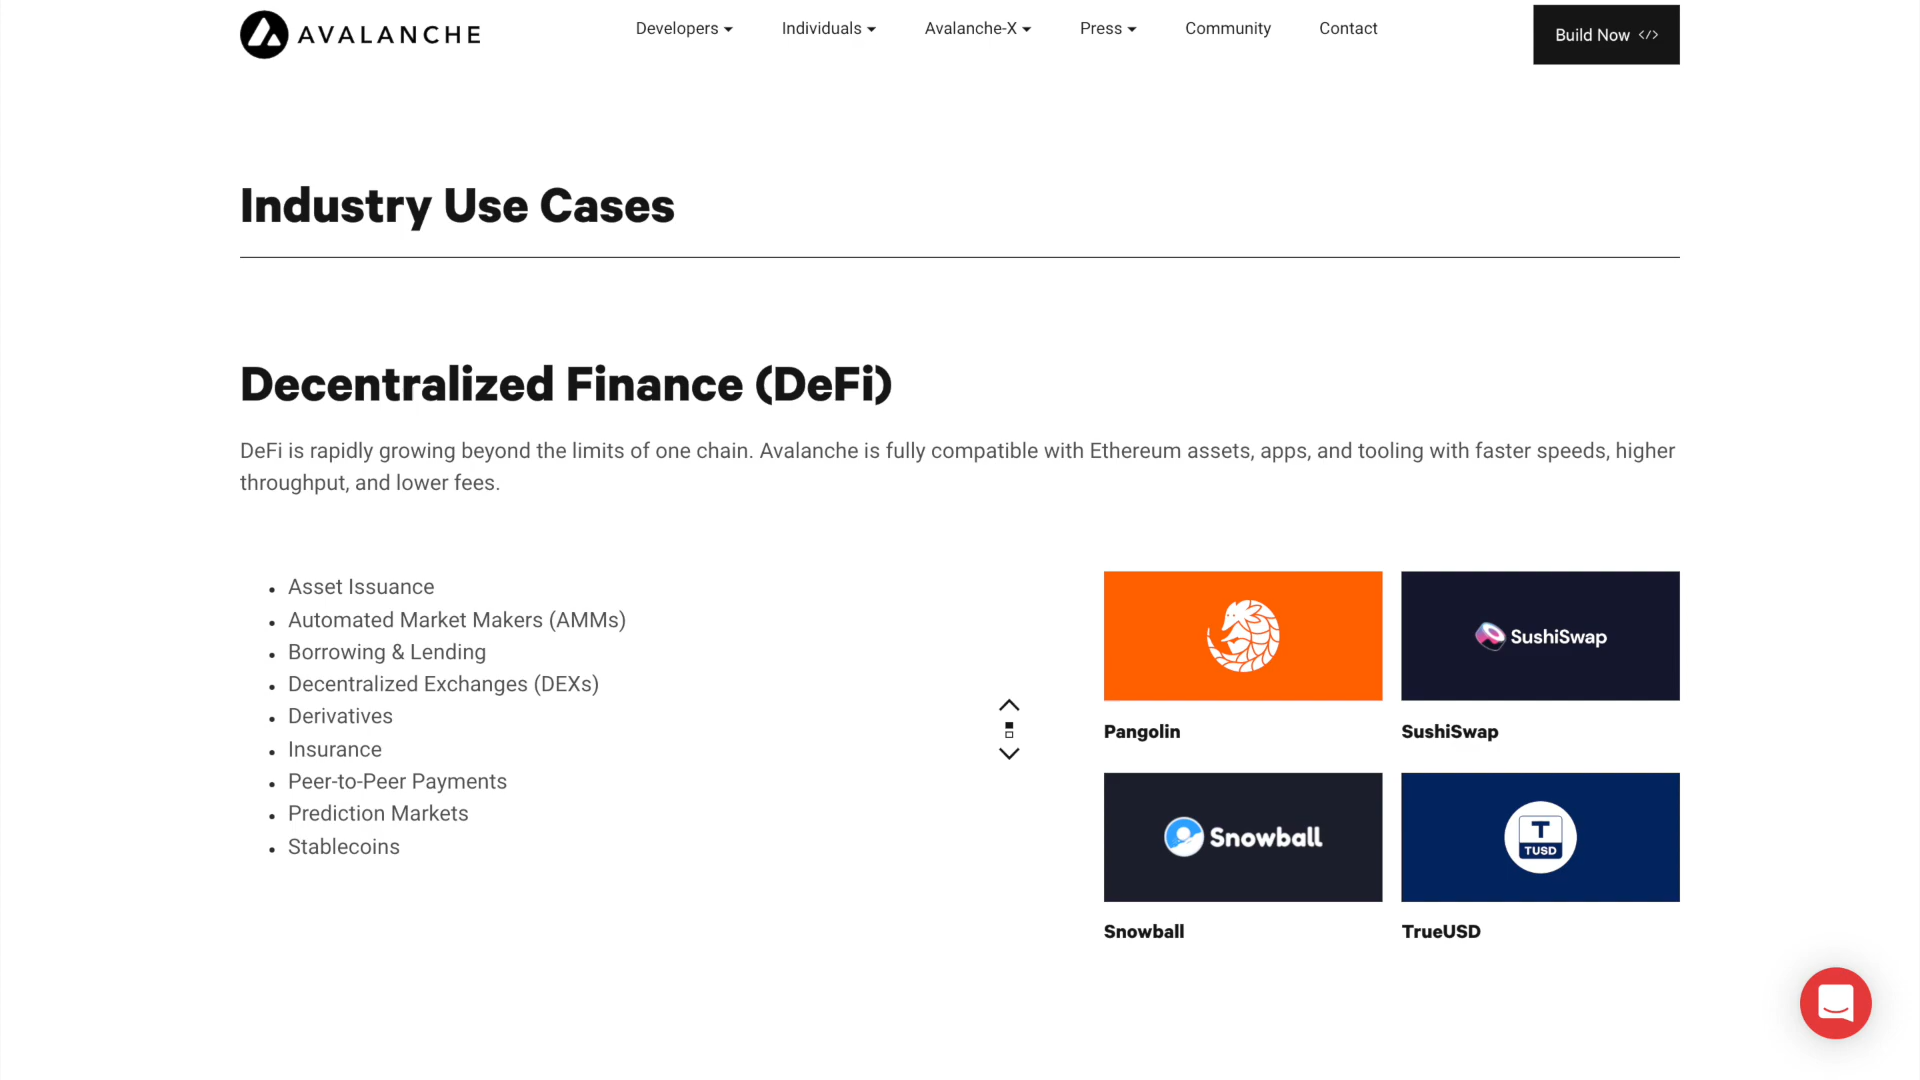 AVALANCHE
Developers
Individuals
Avalanche-X
Press
Community
Contact
Build Now </>
Industry Use Cases
Decentralized Finance (DeFi)
DeFi is rapidly growing beyond the limits of one chain. Avalanche is fully compatible with Ethereum assets, apps, and tooling with faster speeds, higher
throughput, and lower fees.
Asset Issuance
Automated Market Makers (AMMs)
Borrowing & Lending
Decentralized Exchanges (DEXs)
Derivatives
Insurance
Peer-to-Peer Payments
Prediction Markets
Stablecoins
SushiSwap
Pangolin
SushiSwap
Snowball
T
TUSD
Snowball
TrueUSD